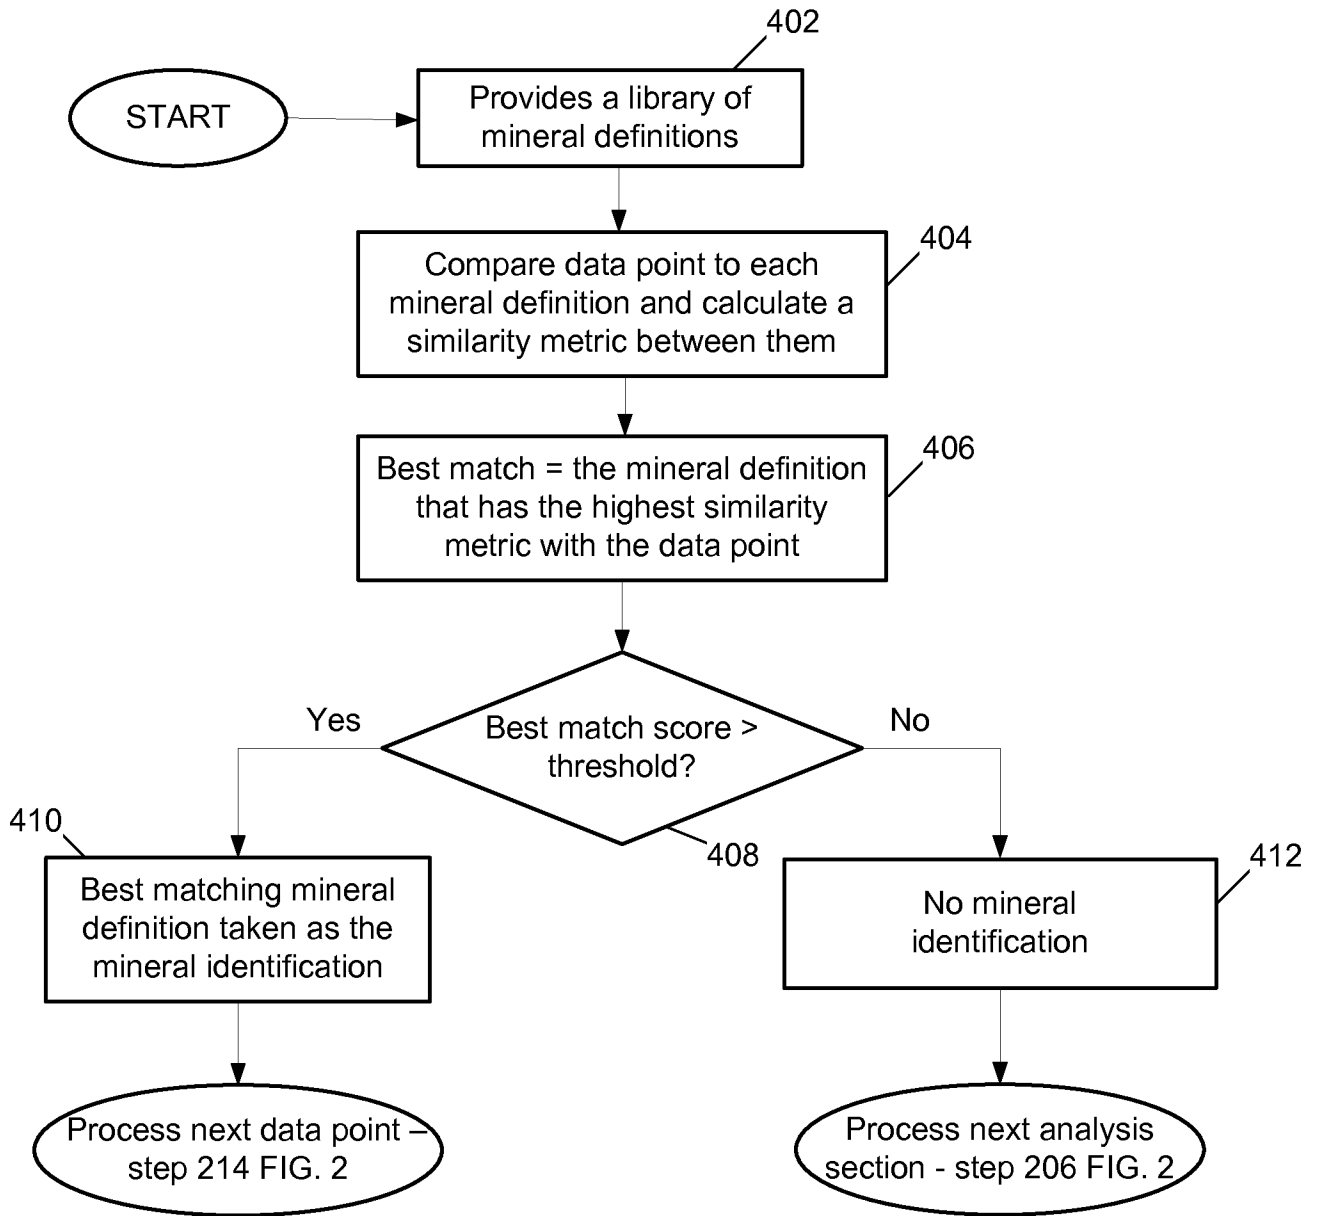 402
START
Provides a library of
mineral definitions
404
Compare data point to each
mineral definition and calculate a
similarity metric between them
406
Best match = the mineral definition
that has the highest similarity
metric with the data point
Yes
Best match score >
threshold?
No
408
410
Best matching mineral
definition taken as the
mineral identification
412
No mineral
identification
Process next data point –
step 214 FIG. 2
Process next analysis
section - step 206 FIG. 2